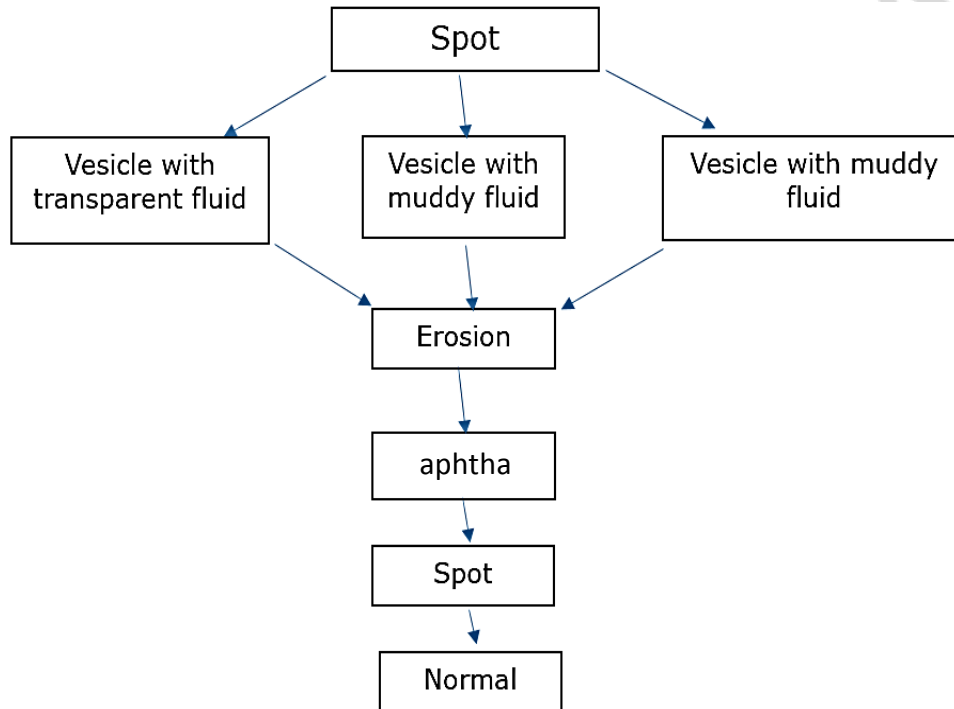 Spot
Vesicle with
transparent fluid
Vesicle with
muddy fluid
Vesicle with muddy
fluid
Erosion
aphtha
Spot
Normal